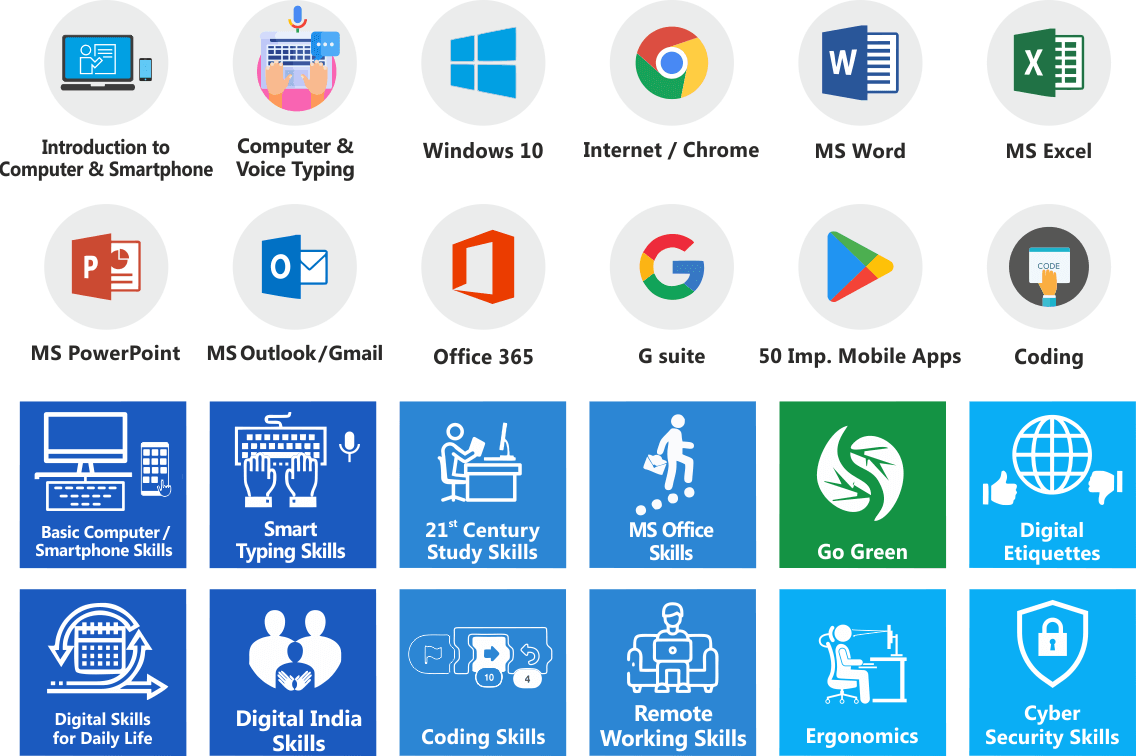 Introduction to
Computer & Smartphone
Computer &
Voice Typing
Windows 10
Internet / Chrome
W
MS Word
X
MS Excel
P
MS PowerPoint
O
MS Outlook/Gmail
Office 365
G
G suite
50 Imp. Mobile Apps
CODE
Coding
Basic Computer/
Smartphone Skills
Smart
Typing Skills
21st Century
Study Skills
MS Office
Skills
Go Green
Digital
Etiquettes
Digital Skills
for Daily Life
Digital India
Skills
10
4
Coding Skills
Remote
Working Skills
Ergonomics
Cyber
Security Skills